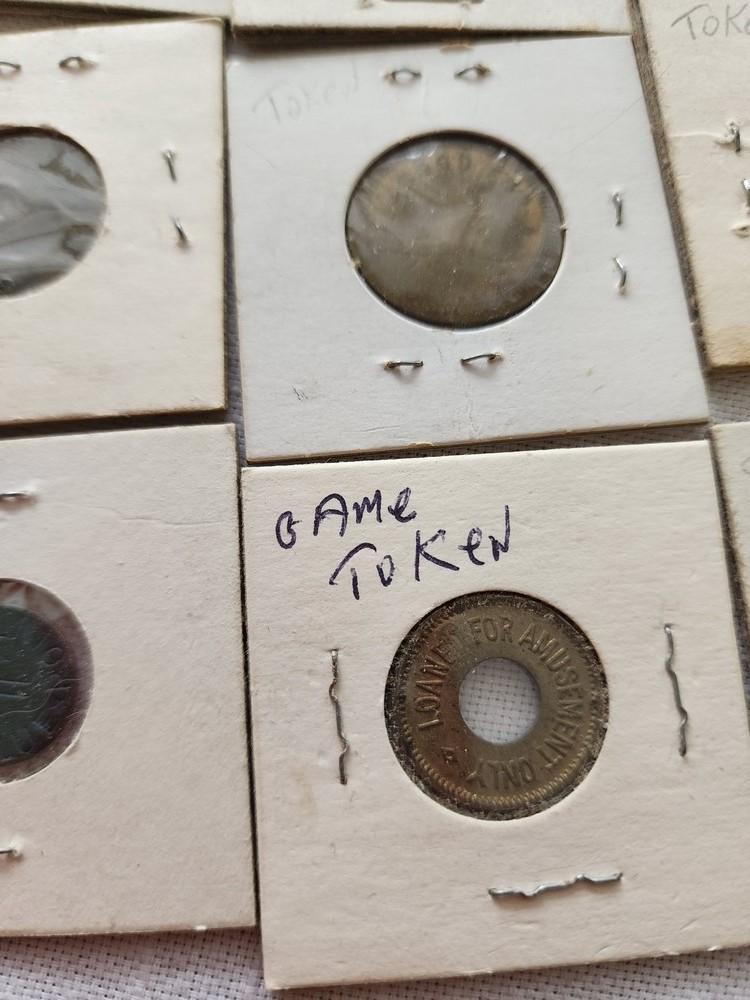 Token
GAMe
ToKeN
LOANED FOR AMUSEMENT ONLY